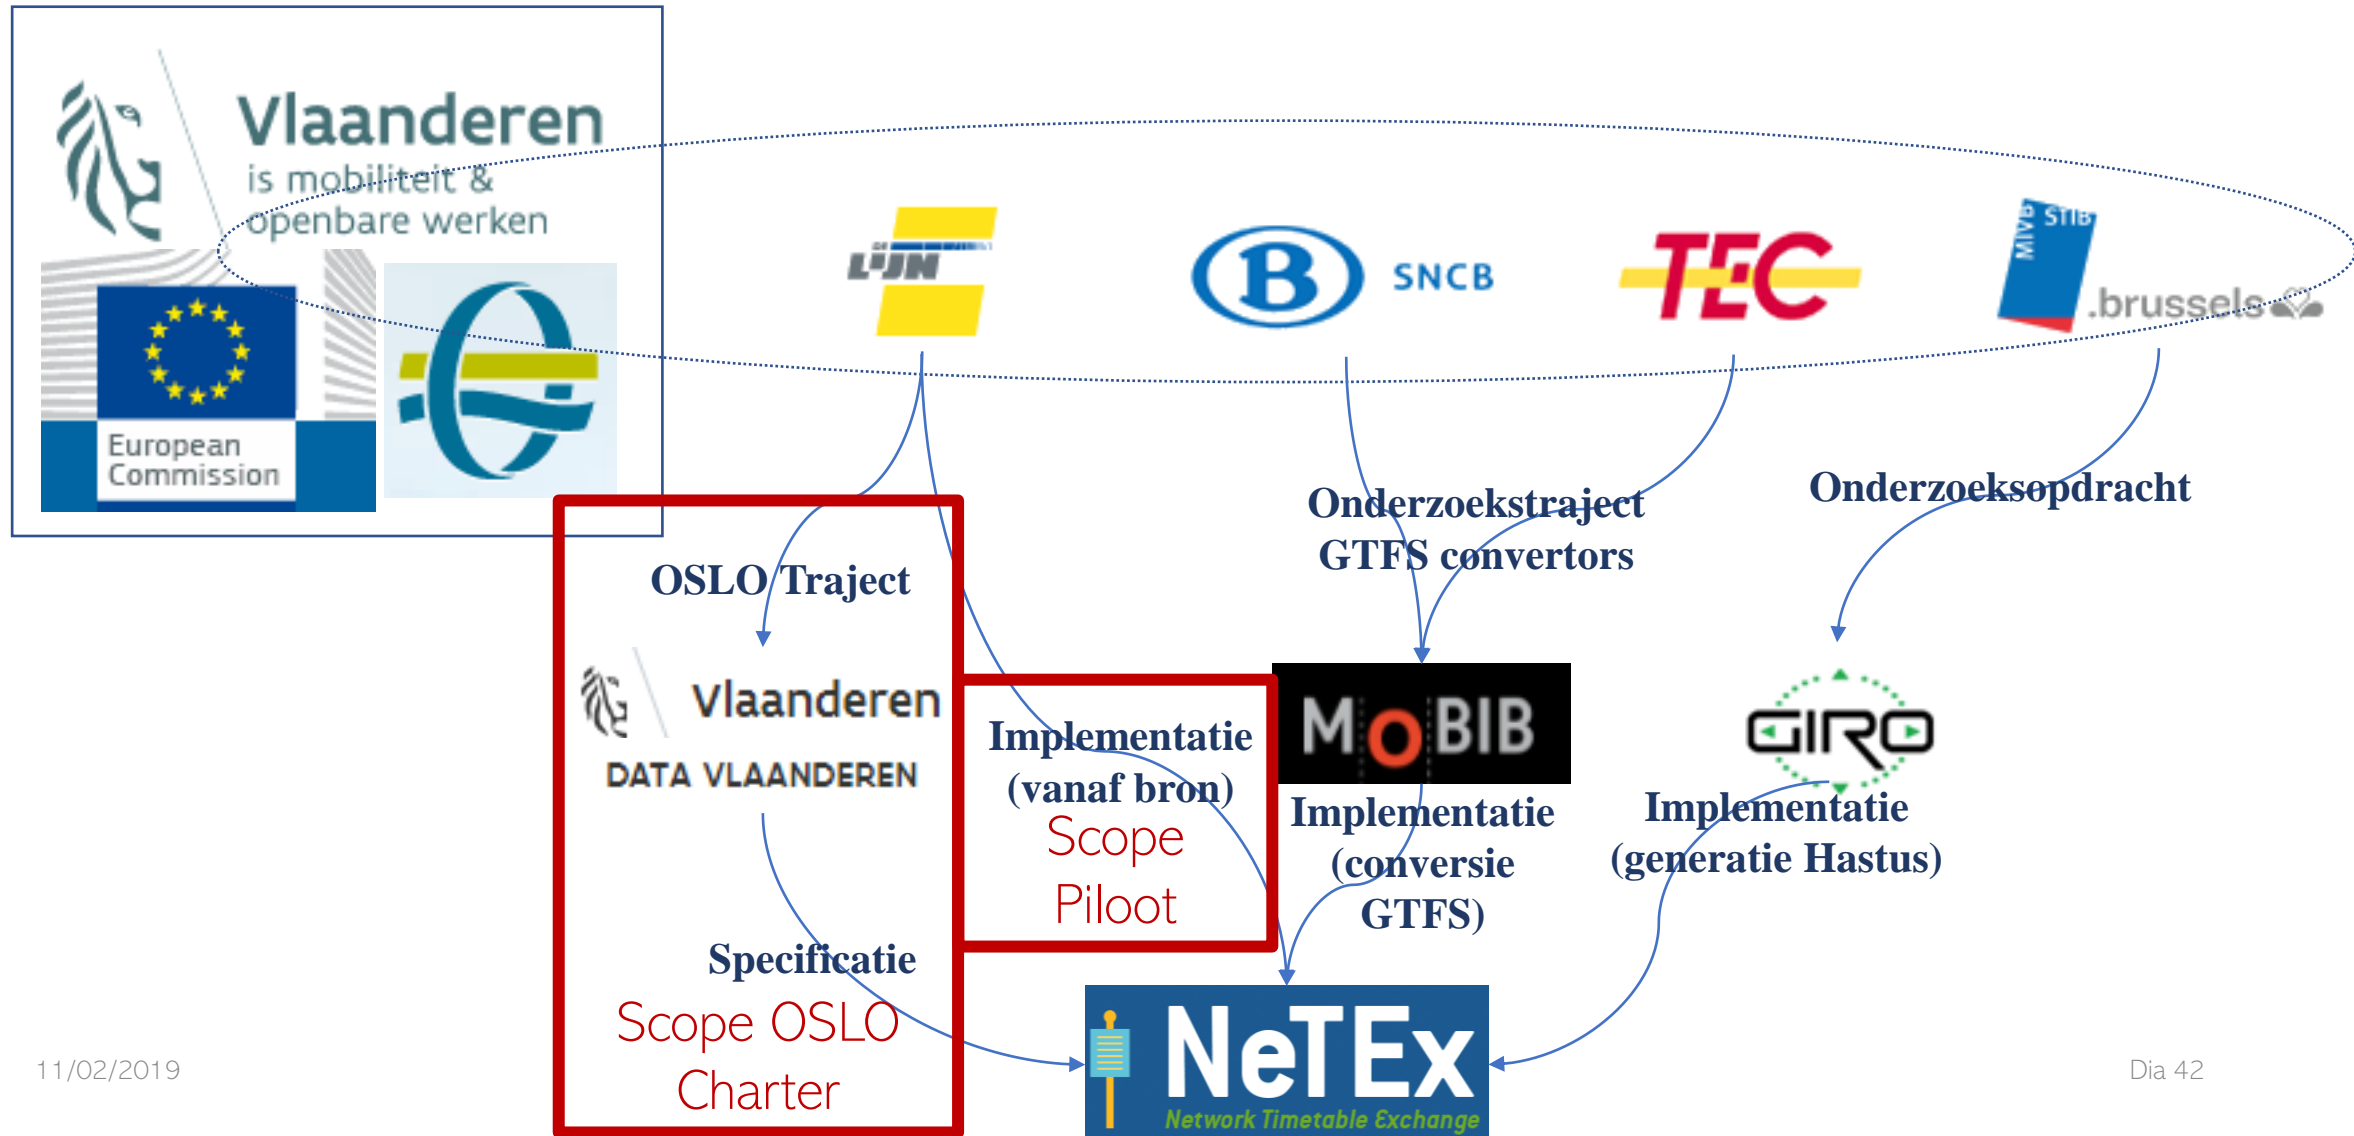 Vlaanderen
is mobiliteit &
openbare werken
European
Commission
DE
LIJN
B
SNCB
TEC
MIVB STIB
.brussels
Onderzoekstraject
GTFS convertors
Onderzoeksopdracht
OSLO Traject
Vlaanderen
DATA VLAANDEREN
Implementatie
(vanaf bron)
Scope
Piloot
MoBIB
Implementatie
(conversie
GTFS)
GIRO
Implementatie
(generatie Hastus)
Specificatie
Scope OSLO
Charter
NeTEx
Network Timetable Exchange
11/02/2019
Dia 42